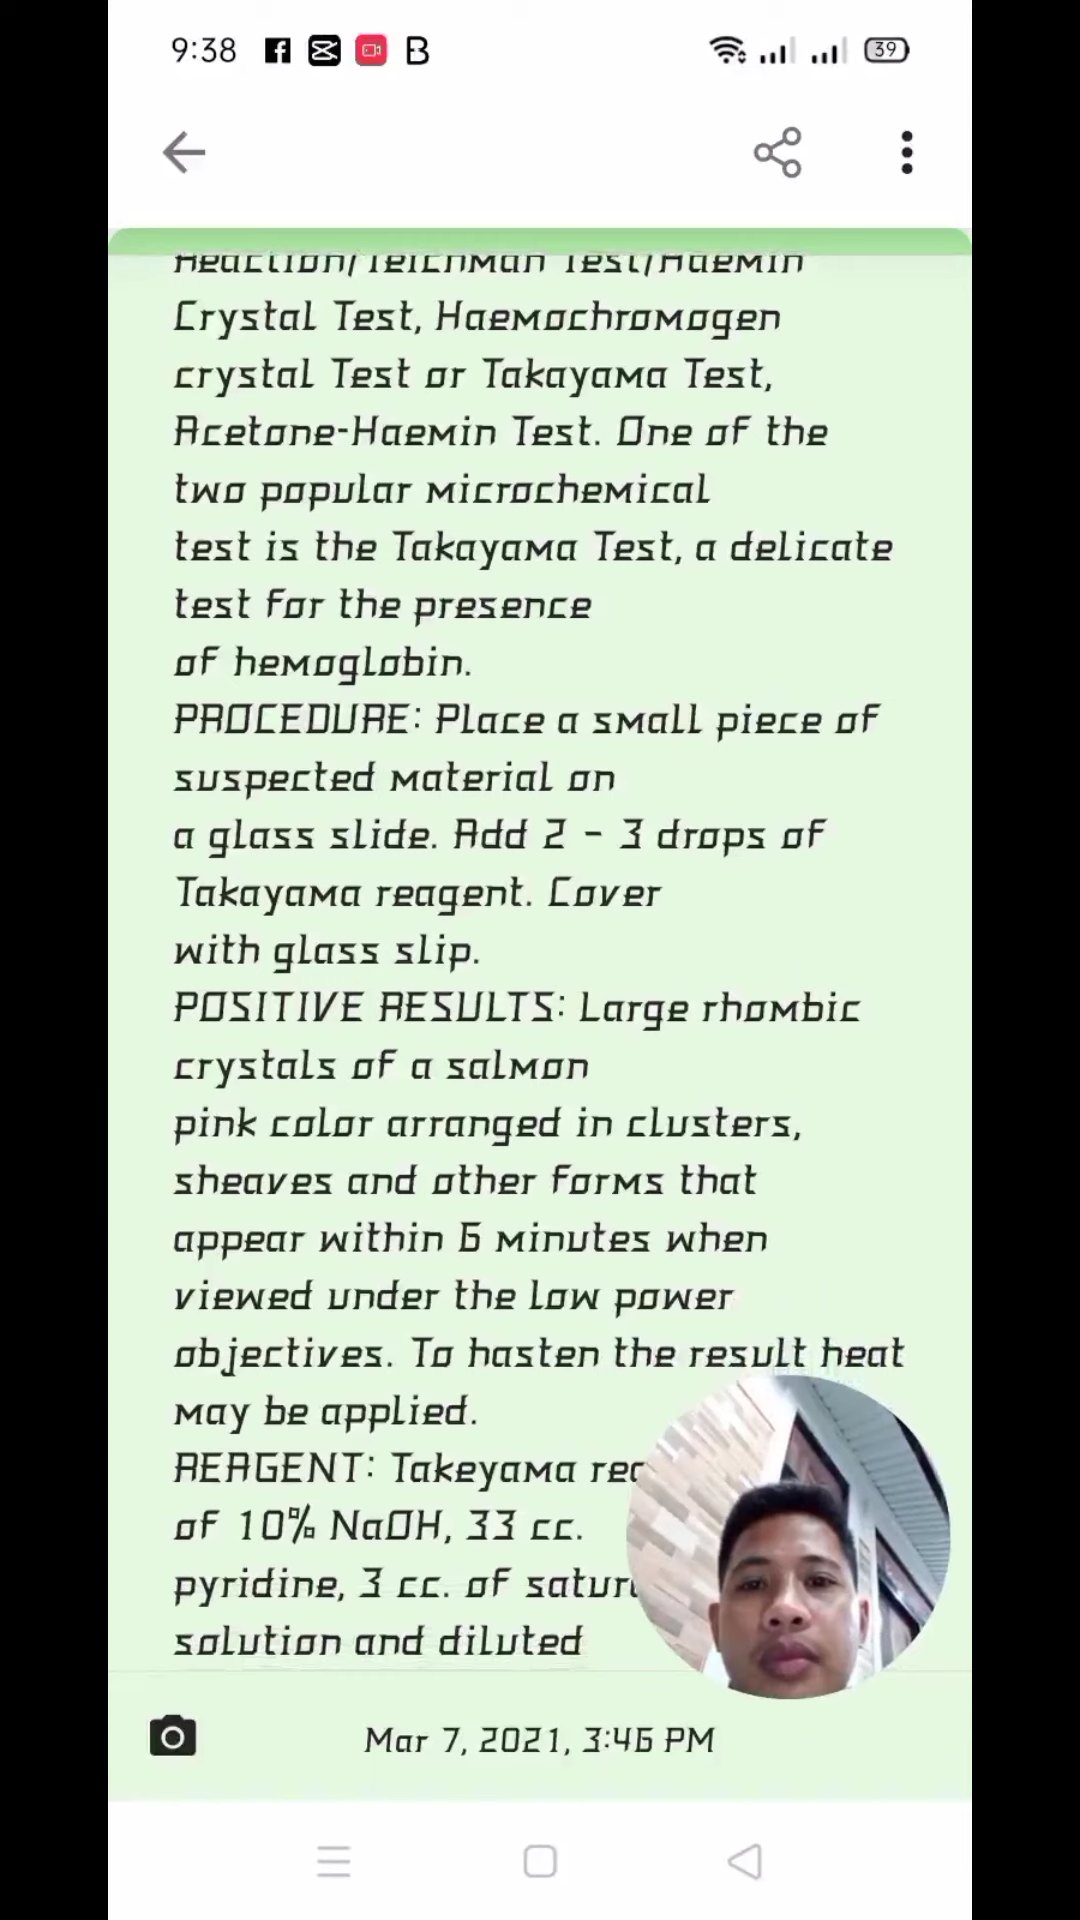 9:38
39
Reaction/Teichman Test/Haemin
Crystal Test, Haemochromogen
crystal Test or Takayama Test,
Acetone-Haemin Test. One of the
two popular microchemical
test is the Takayama Test, a delicate
test for the presence
of hemoglobin.
PROCEDURE: Place a small piece of
suspected material on
a glass slide. Add 2 - 3 drops of
Takayama reagent. Cover
with glass slip.
POSITIVE RESULTS: Large rhombic
crystals of a salmon
pink color arranged in clusters,
sheaves and other forms that
appear within 6 minutes when
viewed under the low power
objectives. To hasten the result heat
may be applied.
REAGENT: Takeyama
of 10% NaOH, 33 cc.
pyridine, 3 cc. of
solution and diluted
Mar 7, 2021, 3:46 PM